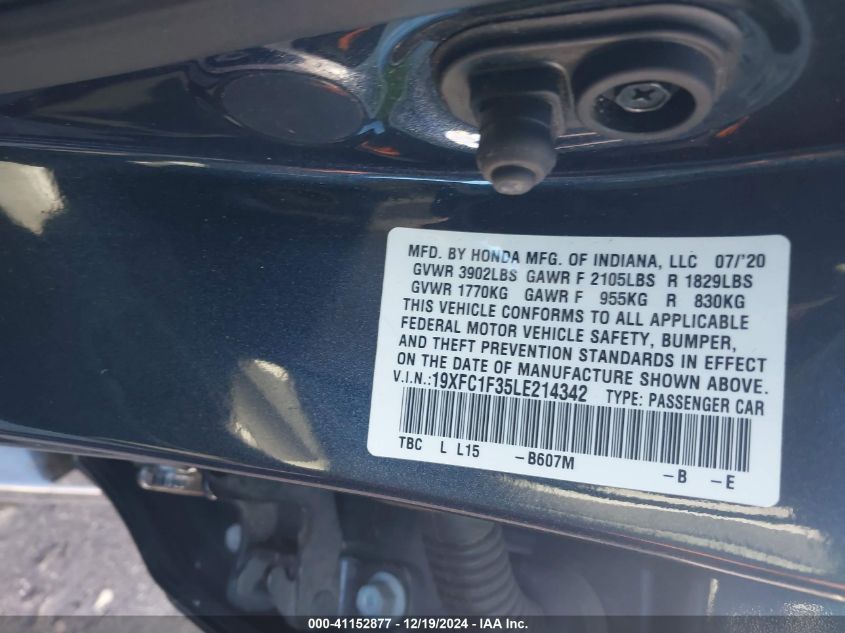 MFD. BY HONDA MFG. OF INDIANA, LLC 07/'20
GVWR 3902LBS GAWR F 2105LBS R 1829LBS
GVWR 1770KG GAWR F 955KG R 830KG
THIS VEHICLE CONFORMS TO ALL APPLICABLE
FEDERAL MOTOR VEHICLE SAFETY, BUMPER,
AND THEFT PREVENTION STANDARDS IN EFFECT
ON THE DATE OF MANUFACTURE SHOWN ABOVE.
V.I.N.:19XFC1F35LE214342 TYPE: PASSENGER CAR
TBC L L15 -B607M -B -E
000-41152877 - 12/19/2024 - IAA Inc.